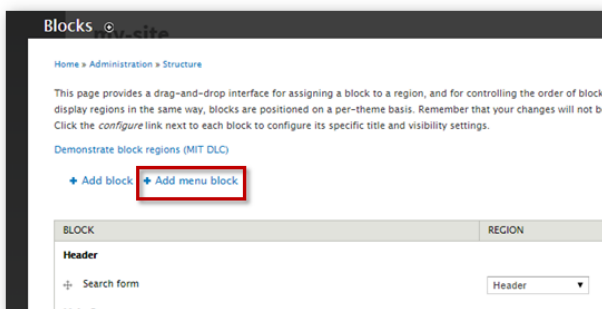 Blocks
my-site
Home » Administration » Structure
This page provides a drag-and-drop interface for assigning a block to a region, and for controlling the order of block
display regions in the same way, blocks are positioned on a per-theme basis. Remember that your changes will not b
Click the configure link next to each block to configure its specific title and visibility settings.
Demonstrate block regions (MIT DLC)
+ Add block + Add menu block
BLOCK REGION
Header
Search form Header